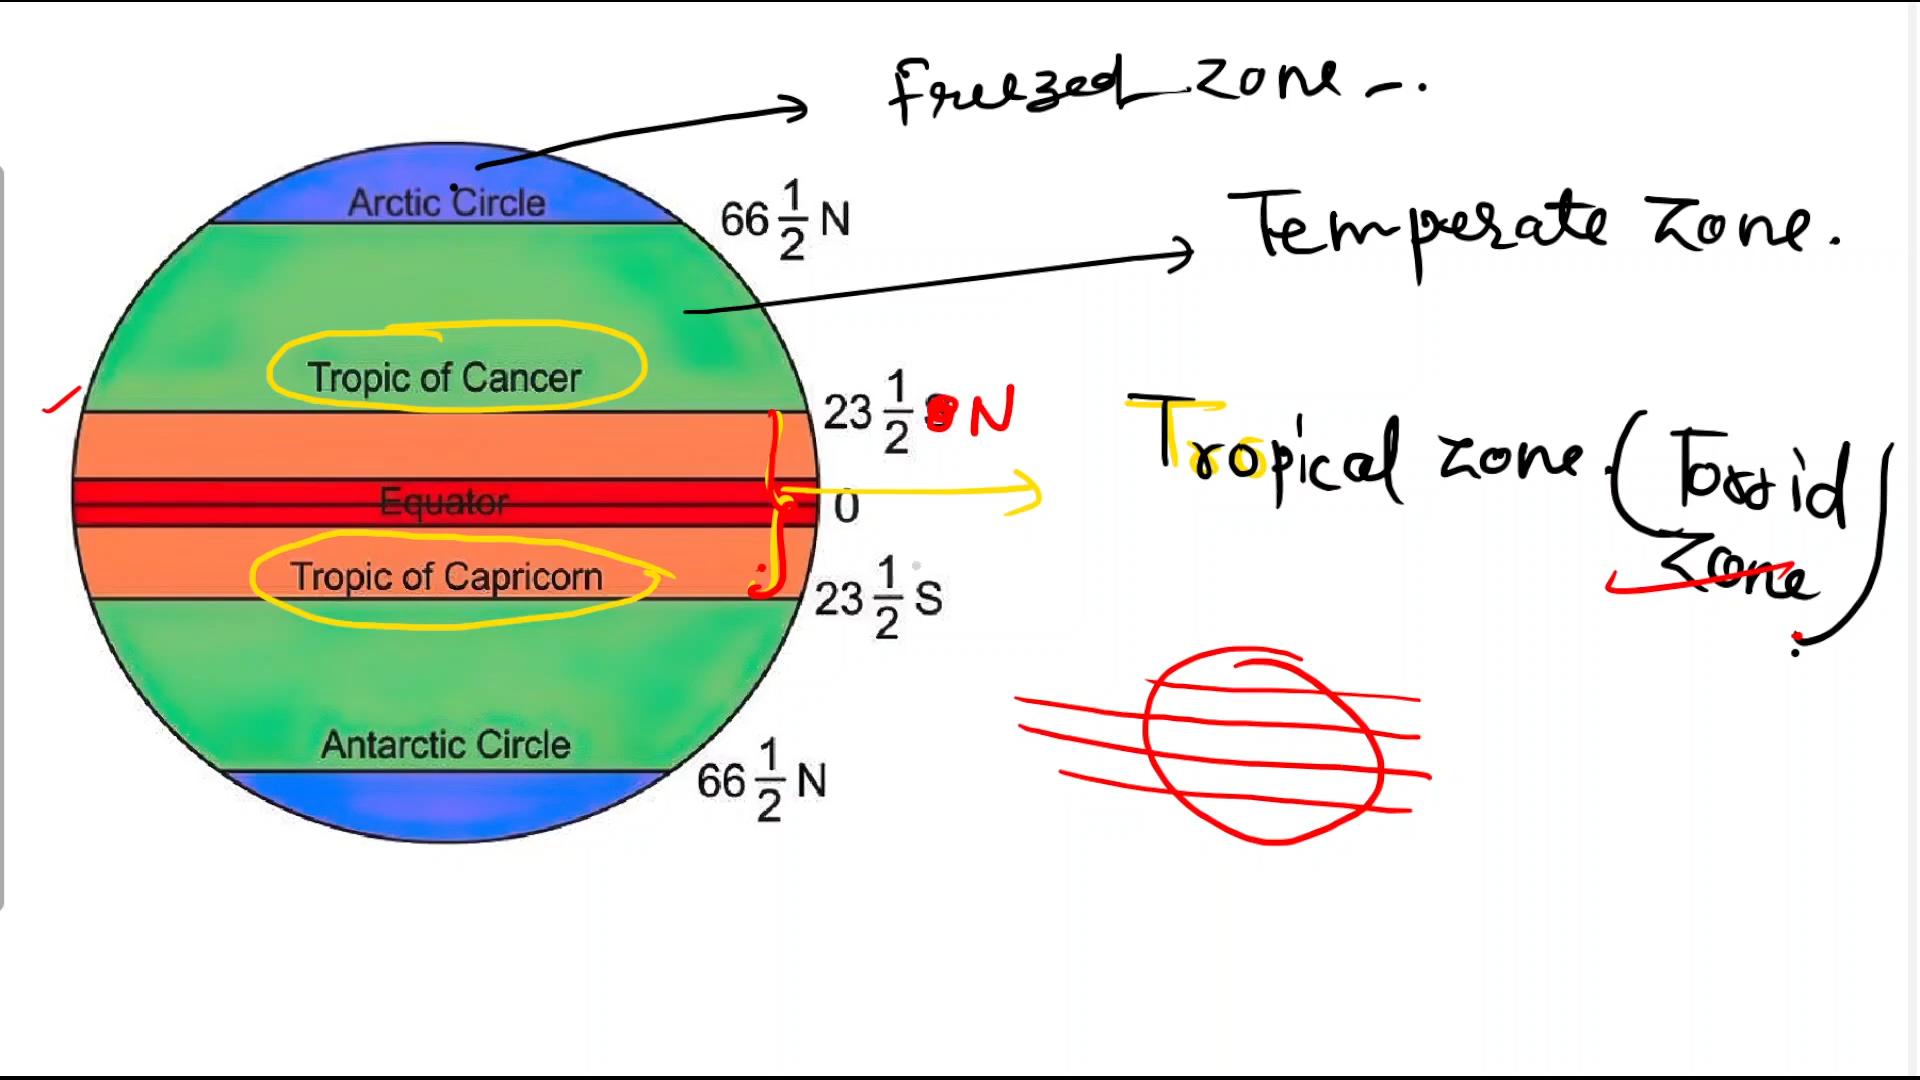 freezed zone -.
Arctic Circle
66 1/2 N
Temperate zone.
Tropic of Cancer
23 1/2 N
Tropical zone. (Torrid
zone)
Equator
0
Tropic of Capricorn
23 1/2 S
Antarctic Circle
66 1/2 N